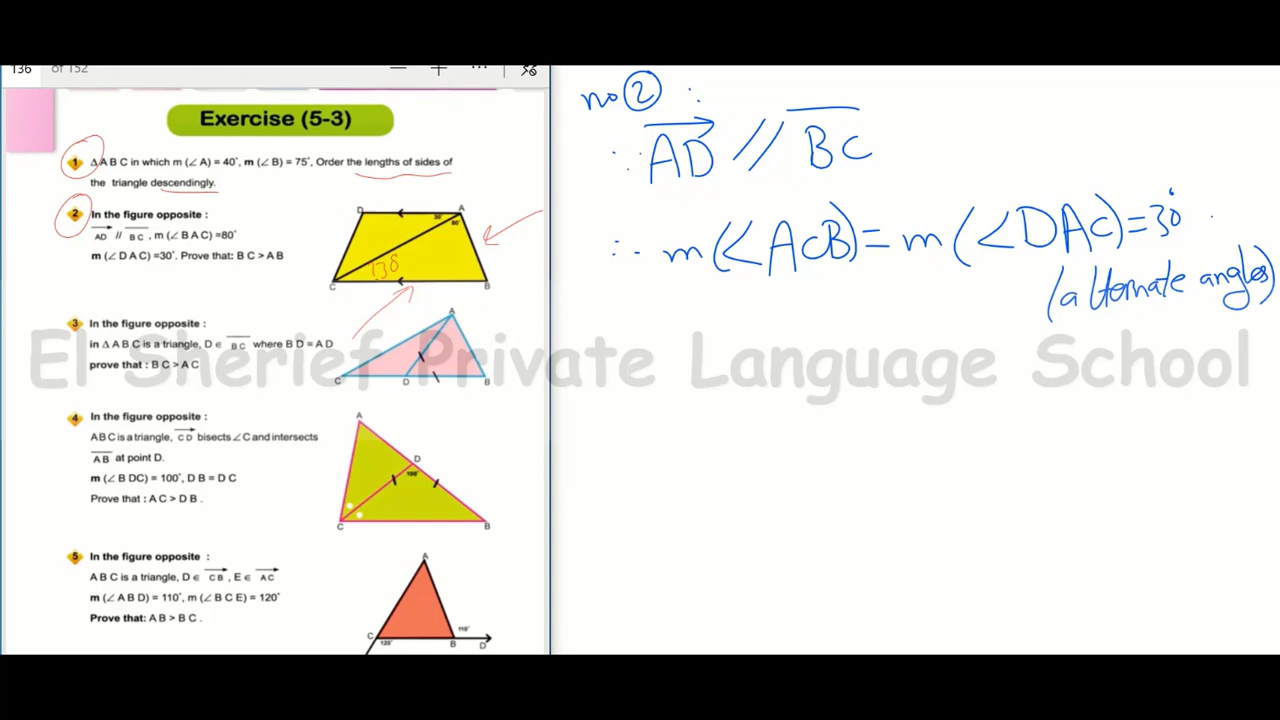 136 of 152
Exercise (5-3)
1 Δ A B C in which m (∠ A) = 40°, m (∠ B) = 75°, Order the lengths of sides of
the triangle descendingly.
2 In the figure opposite :
AD // BC , m (∠ B A C) =80°
m (∠ D A C) =30°. Prove that: B C > A B
D A
30°
80°
30°
C B
3 In the figure opposite :
in Δ A B C is a triangle, D ∈ BC where B D = A D
prove that : B C > A C
A
C D B
4 In the figure opposite :
A B C is a triangle, C D bisects ∠ C and intersects
A B at point D.
m (∠ B DC) = 100°, D B = D C
Prove that : A C > D B .
A
D
100°
C B
5 In the figure opposite :
A B C is a triangle, D ∈ C B , E ∈ A C
m (∠ A B D) = 110°, m (∠ B C E) = 120°
Prove that: A B > B C .
A
110°
C 120° B D
no 2 :
∵ AD // BC
∴ m(∠ACB) = m(∠DAC) = 30°
(alternate angles)
El Sherief Private Language School